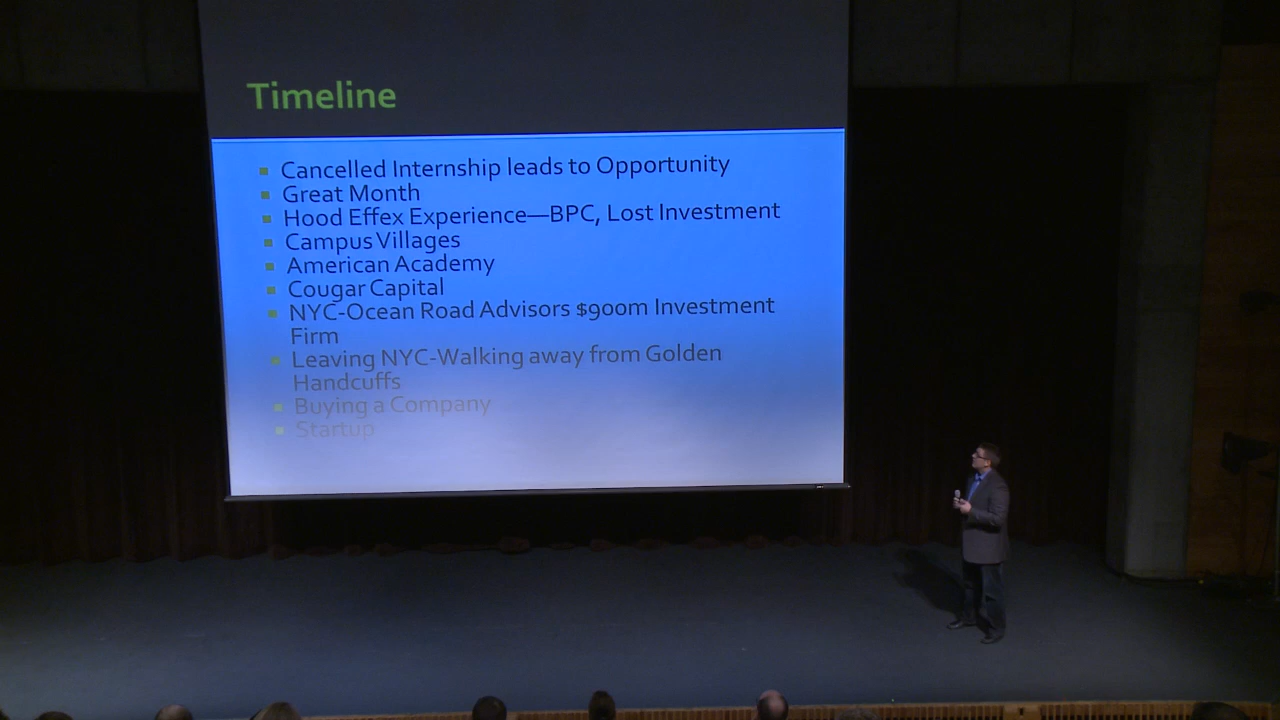 Timeline
Cancelled Internship leads to Opportunity
Great Month
Hood Effex Experience—BPC, Lost Investment
Campus Villages
American Academy
Cougar Capital
NYC-Ocean Road Advisors $900m Investment
Firm
Leaving NYC-Walking away from Golden
Handcuffs
Buying a Company
Startup